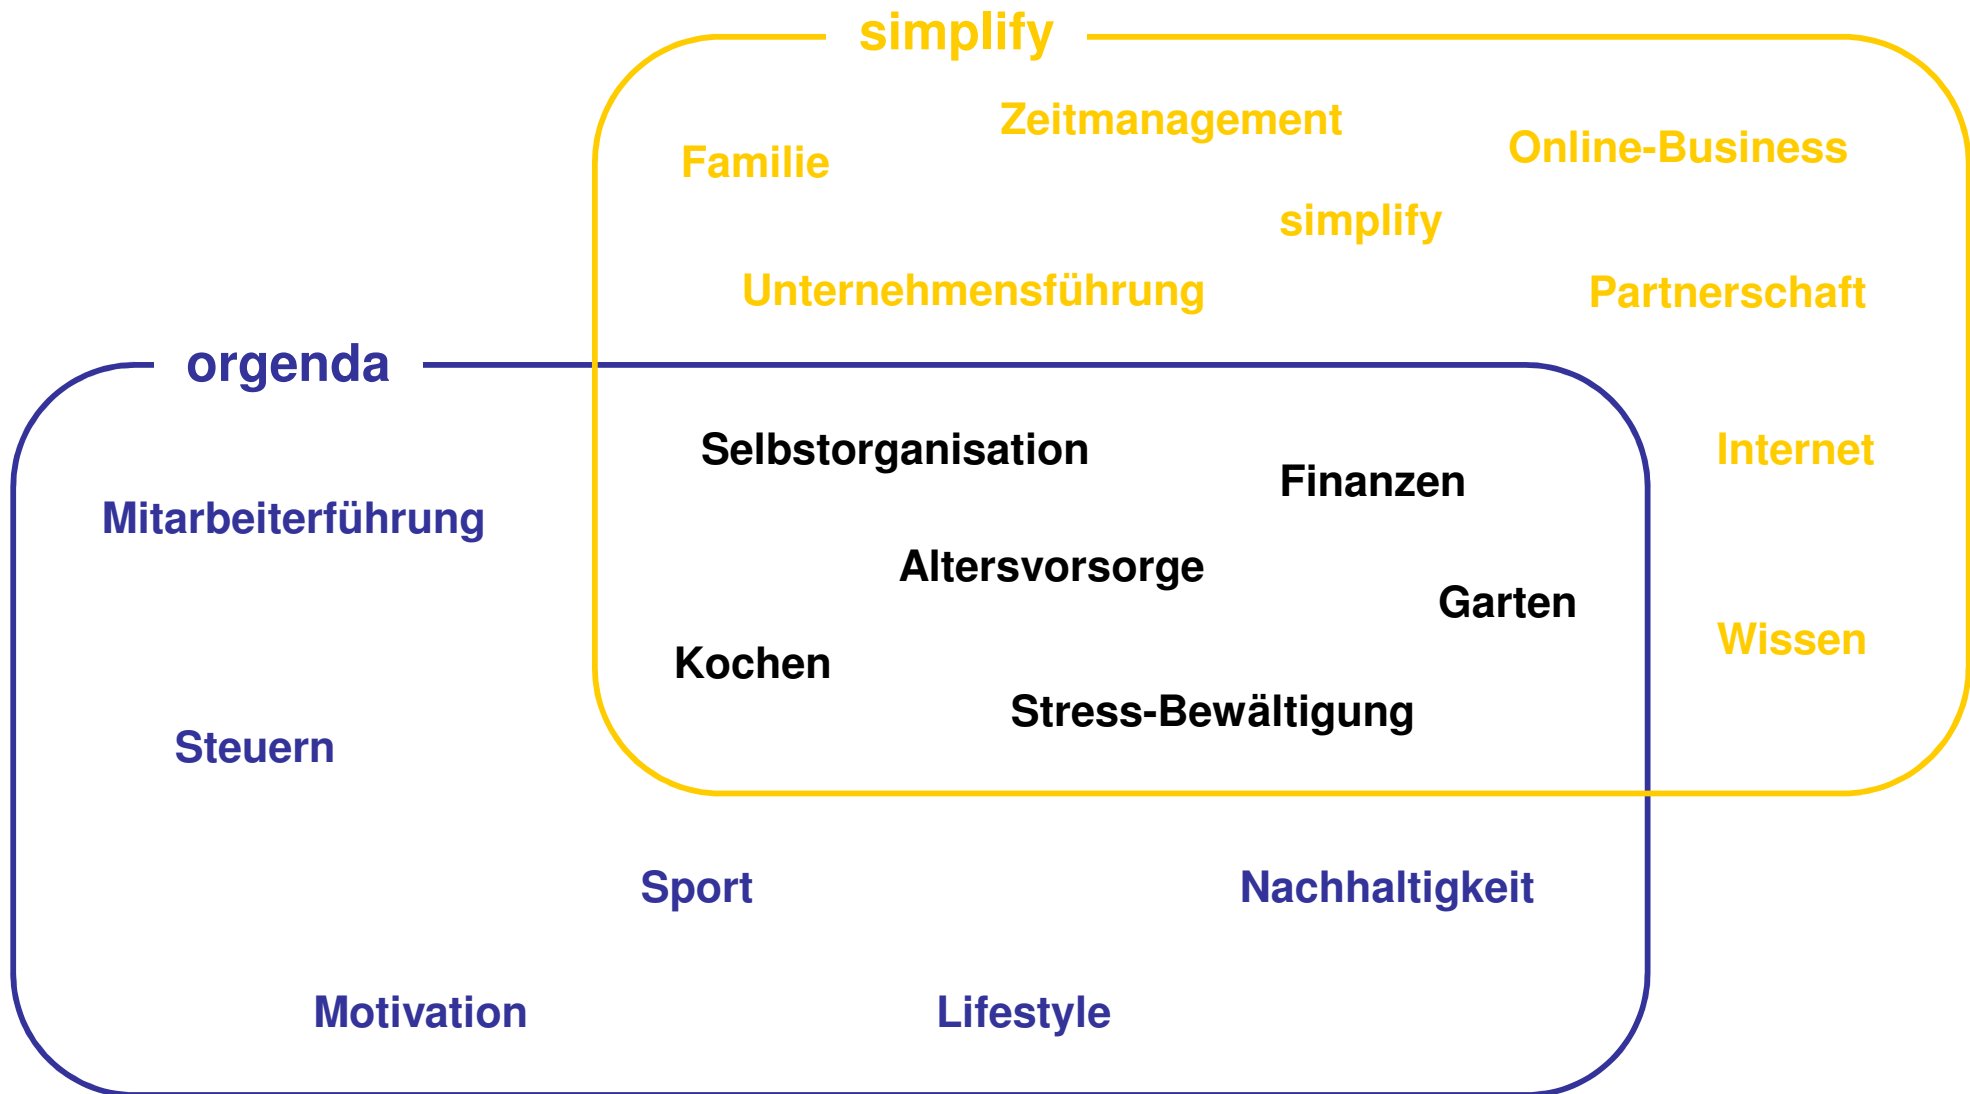 simplify
Zeitmanagement
Online-Business
Familie
simplify
Unternehmensführung
Partnerschaft
orgenda
Selbstorganisation
Internet
Finanzen
Mitarbeiterführung
Altersvorsorge
Garten
Wissen
Kochen
Stress-Bewältigung
Steuern
Sport
Nachhaltigkeit
Motivation
Lifestyle